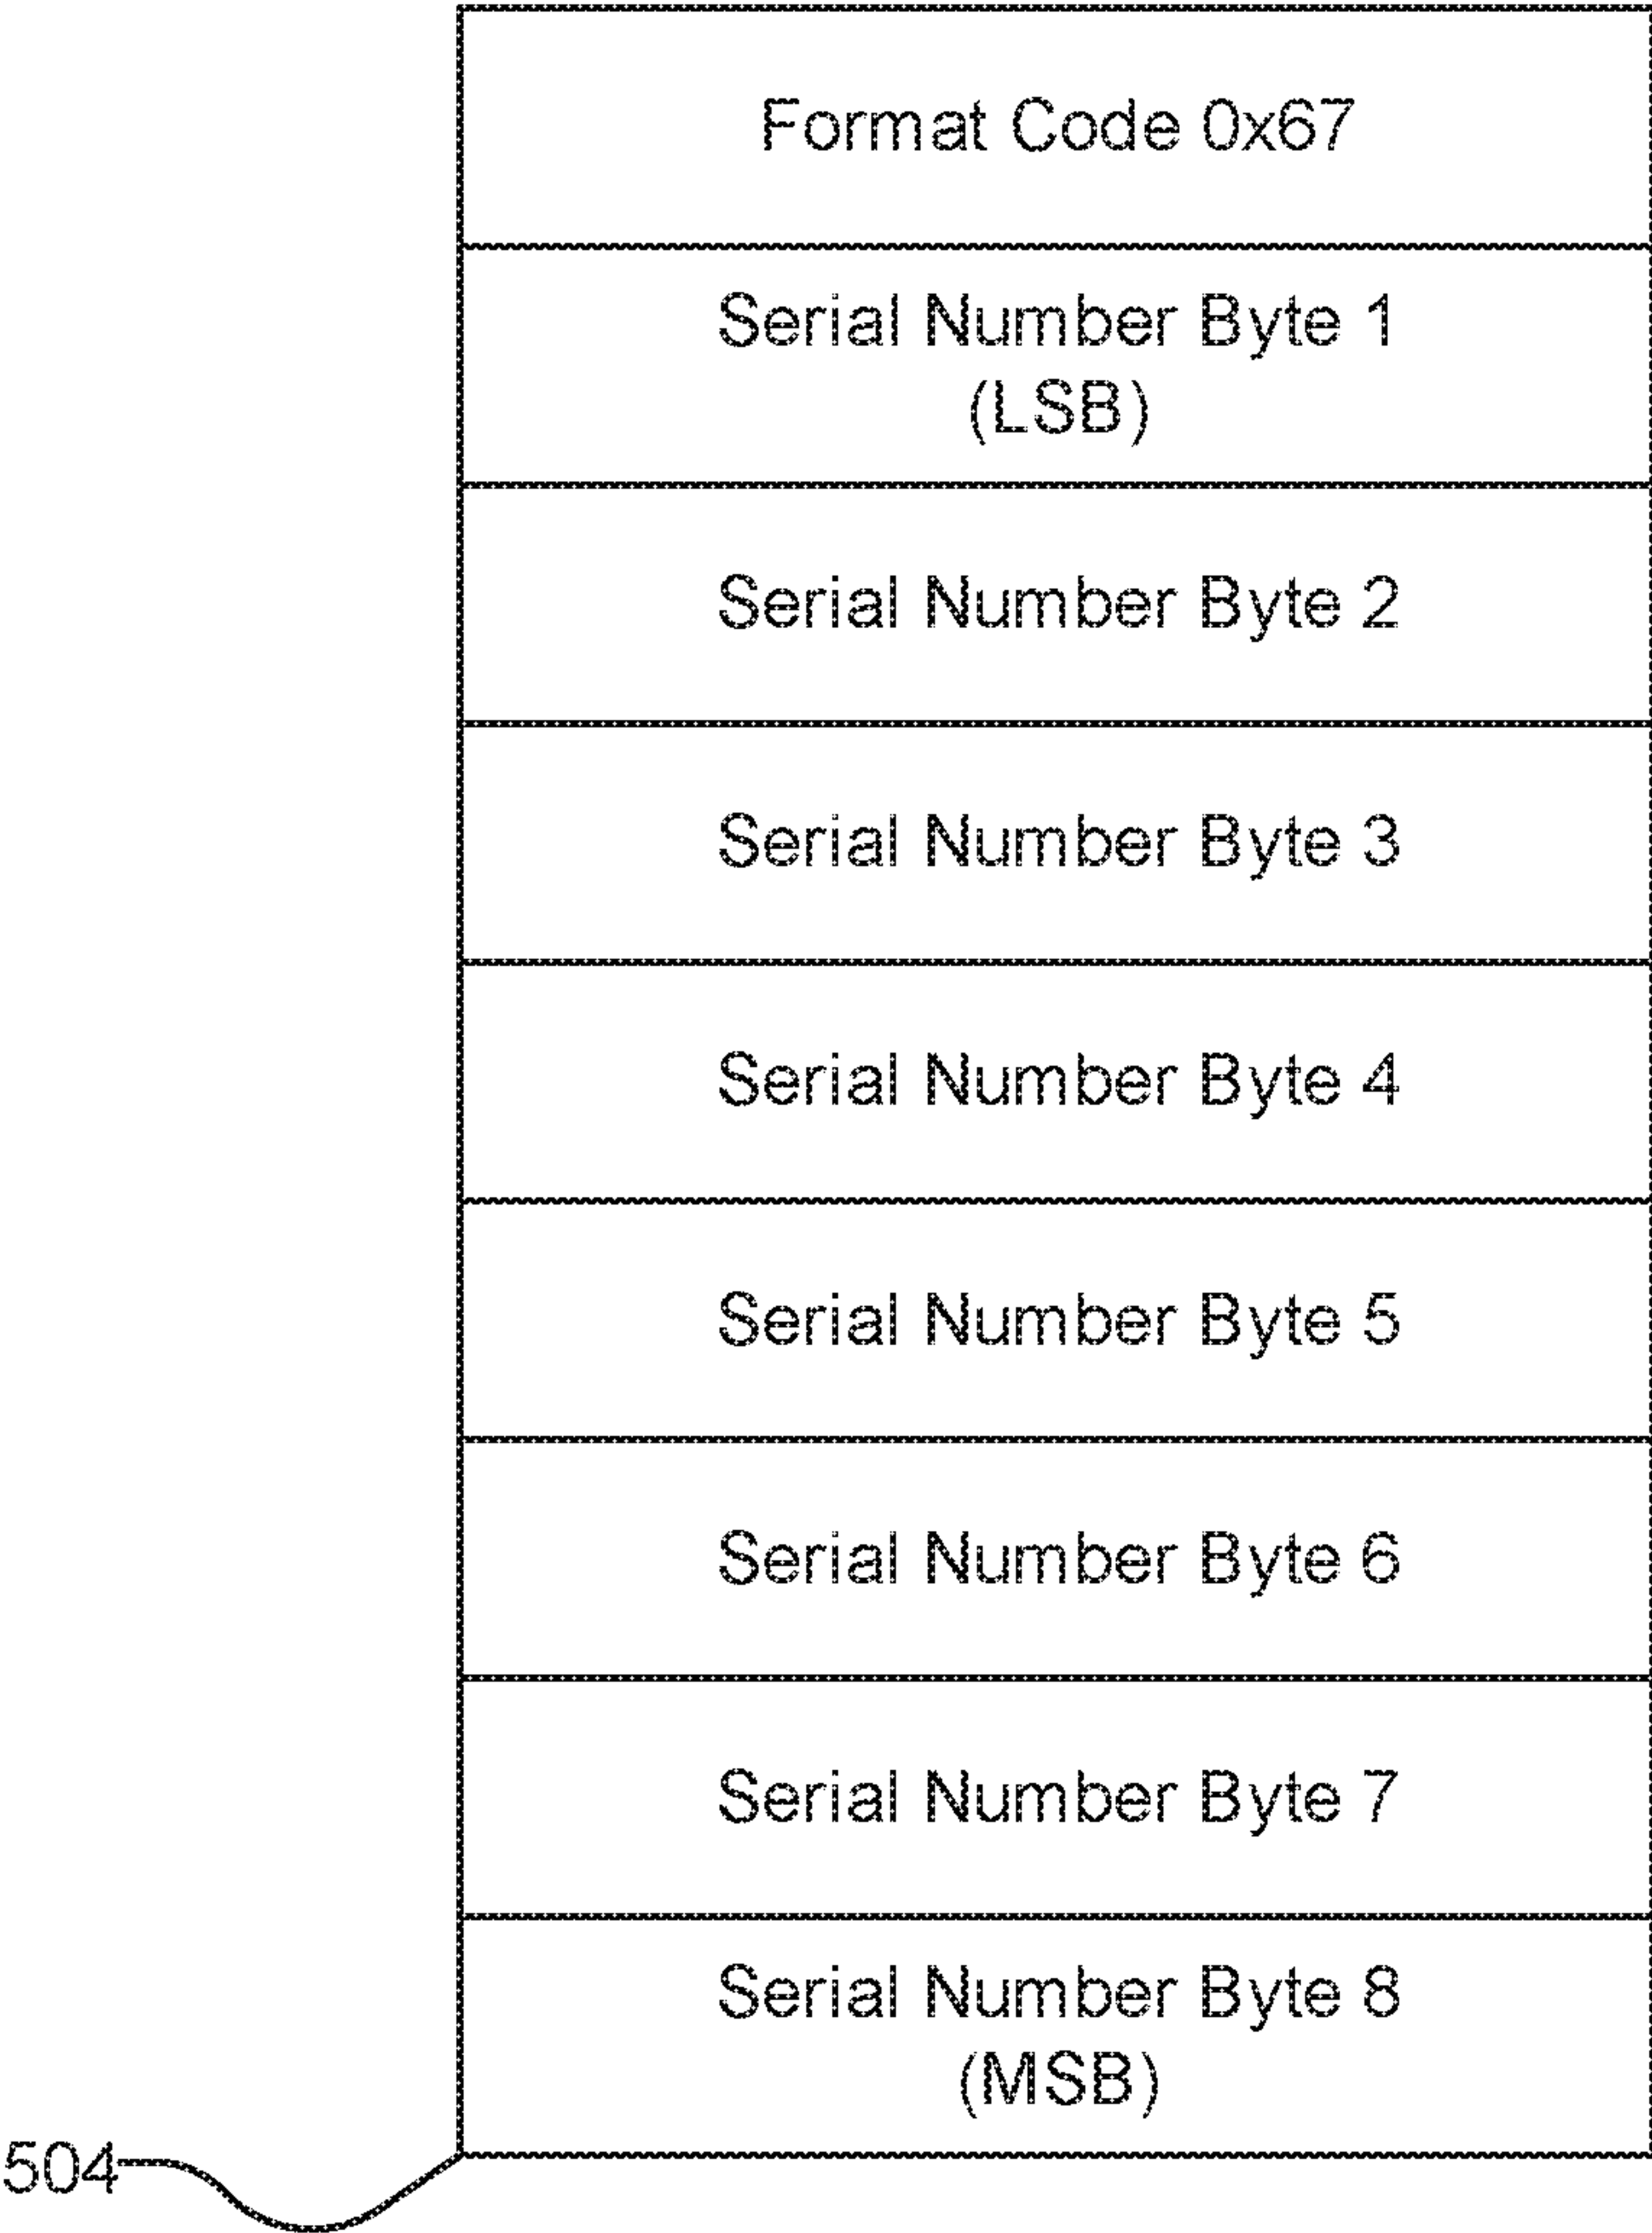 Format Code 0x67
Serial Number Byte 1
(LSB)
Serial Number Byte 2
Serial Number Byte 3
Serial Number Byte 4
Serial Number Byte 5
Serial Number Byte 6
Serial Number Byte 7
Serial Number Byte 8
(MSB)
504